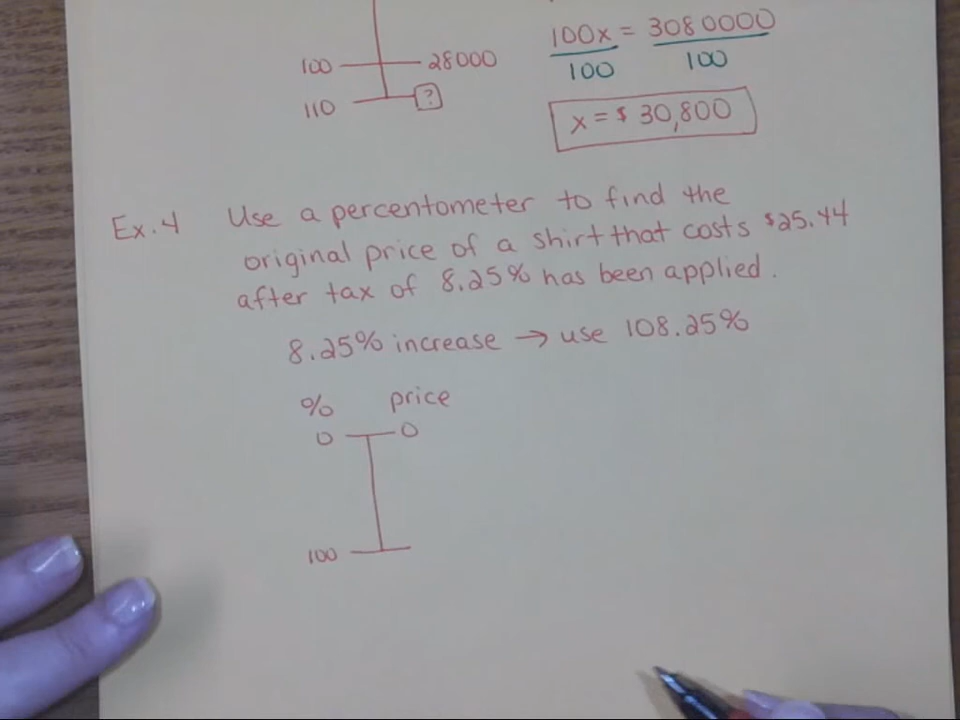 100 28000
110 ?
100x = 3080000
100 100
x = $ 30,800
Ex. 4 Use a percentometer to find the
original price of a shirt that costs $25.44
after tax of 8.25% has been applied.
8.25% increase → use 108.25%
% price
0 0
100